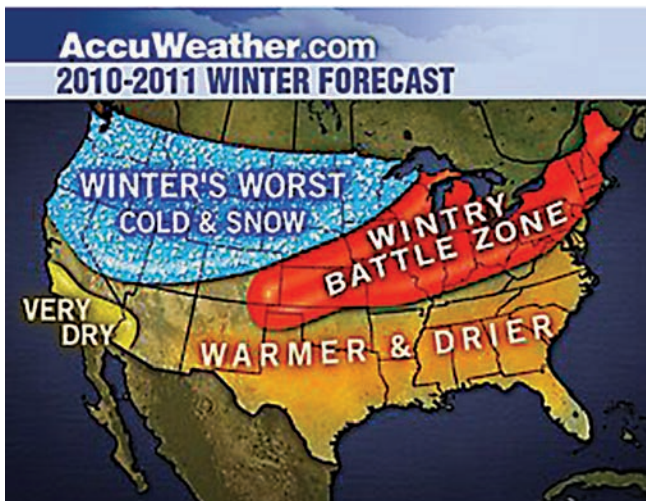 AccuWeather.com
2010-2011 WINTER FORECAST
WINTER'S WORST
COLD & SNOW
WINTRY
BATTLE ZONE
VERY
DRY
WARMER & DRIER